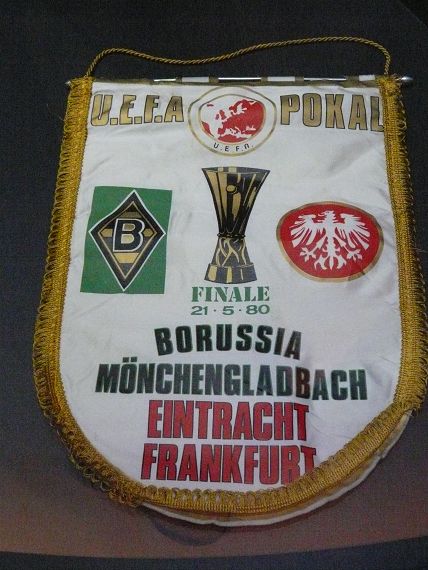 U.E.F.A POKAL
U.E.F.A
B
FINALE
21·5·80
BORUSSIA
MÖNCHENGLADBACH
EINTRACHT
FRANKFURT